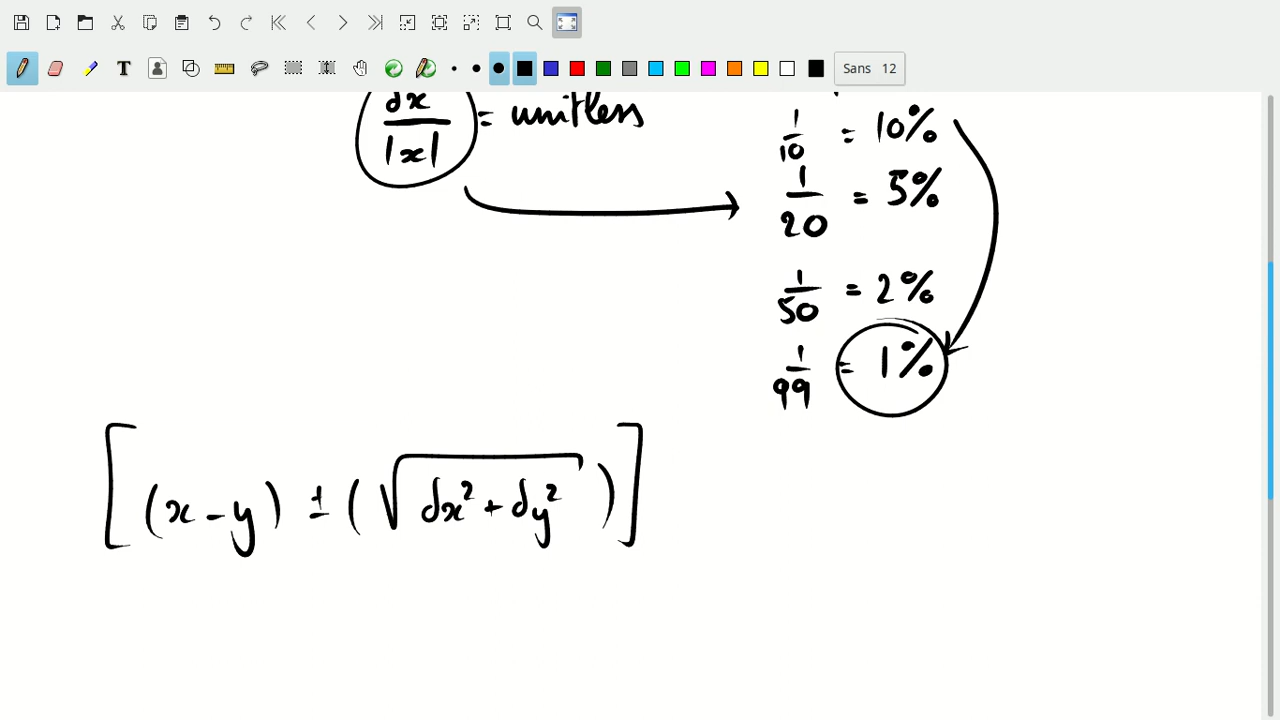 T Sans 12
dx / |x| = unitless
1/10 = 10%
1/20 = 5%
1/50 = 2%
1/99 = 1%
[(x - y) ± (√dx² + dy²)]